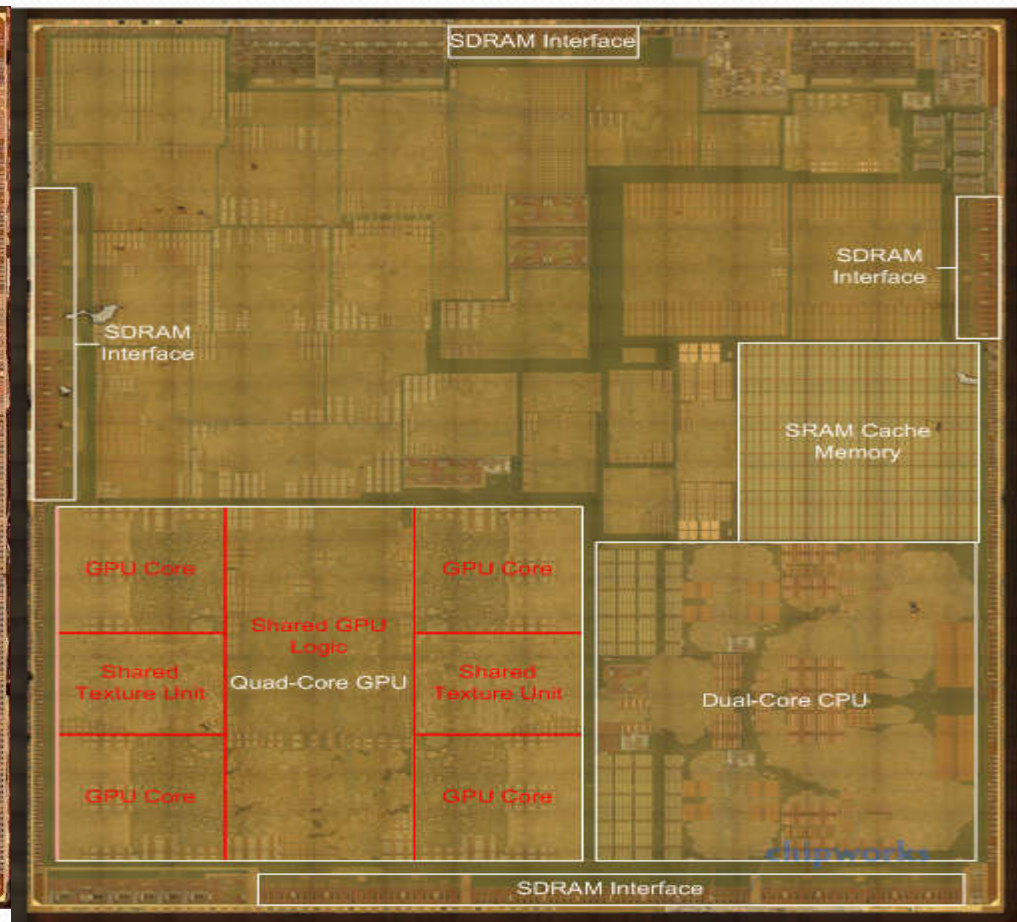 SDRAM Interface
SDRAM
Interface
SDRAM
Interface
SRAM Cache
Memory
GPU Core
GPU Core
Shared GPU
Logic
Shared
Texture Unit
Quad-Core GPU
Shared
Texture Unit
Dual-Core CPU
GPU Core
GPU Core
chipworks
SDRAM Interface